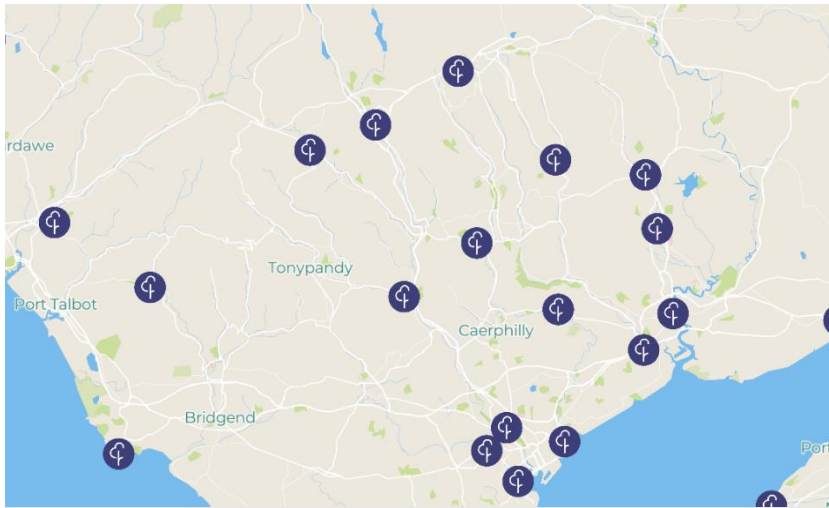 rdawe
Tonypandy
Port Talbot
Caerphilly
Bridgend
Por